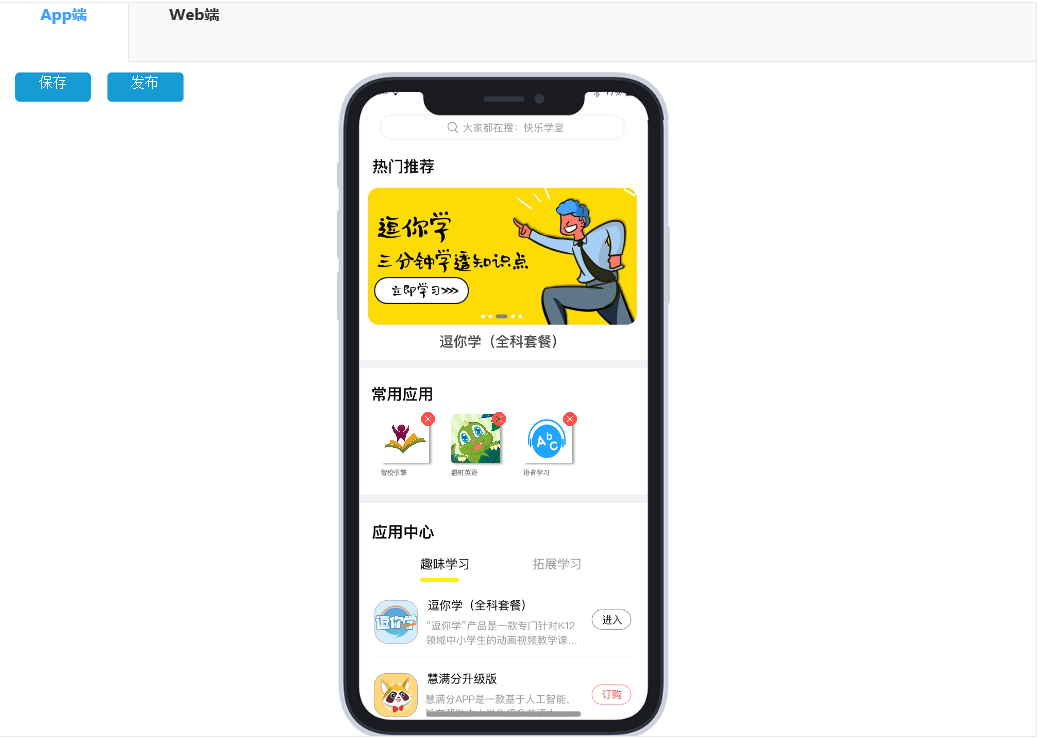 App端
Web端
保存
发布
大家都在搜：快乐学堂
热门推荐
逗你学
三分钟学透知识点
立即学习>>>
逗你学（全科套餐）
常用应用
智校引擎
语言学习
应用中心
趣味学习
拓展学习
逗你学
逗你学（全科套餐）
“逗你学”产品是一款专门针对K12
领域中小学生的动画视频教学课...
进入
慧满分升级版
慧满分APP是一款基于人工智能，
订购